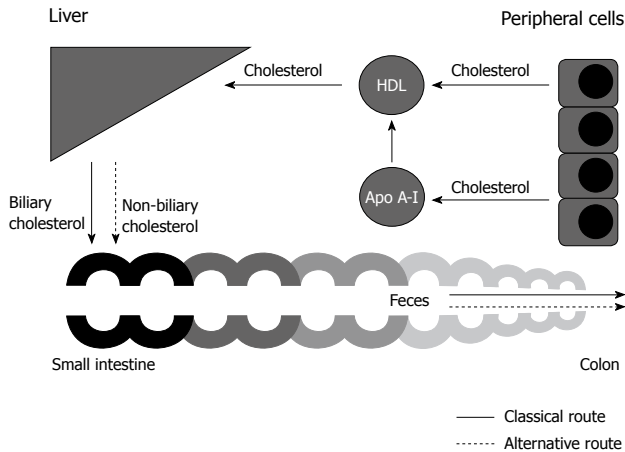 Liver
Peripheral cells
Cholesterol
HDL
Cholesterol
Apo A-I
Cholesterol
Biliary
cholesterol
Non-biliary
cholesterol
Feces
Small intestine
Colon
Classical route
Alternative route